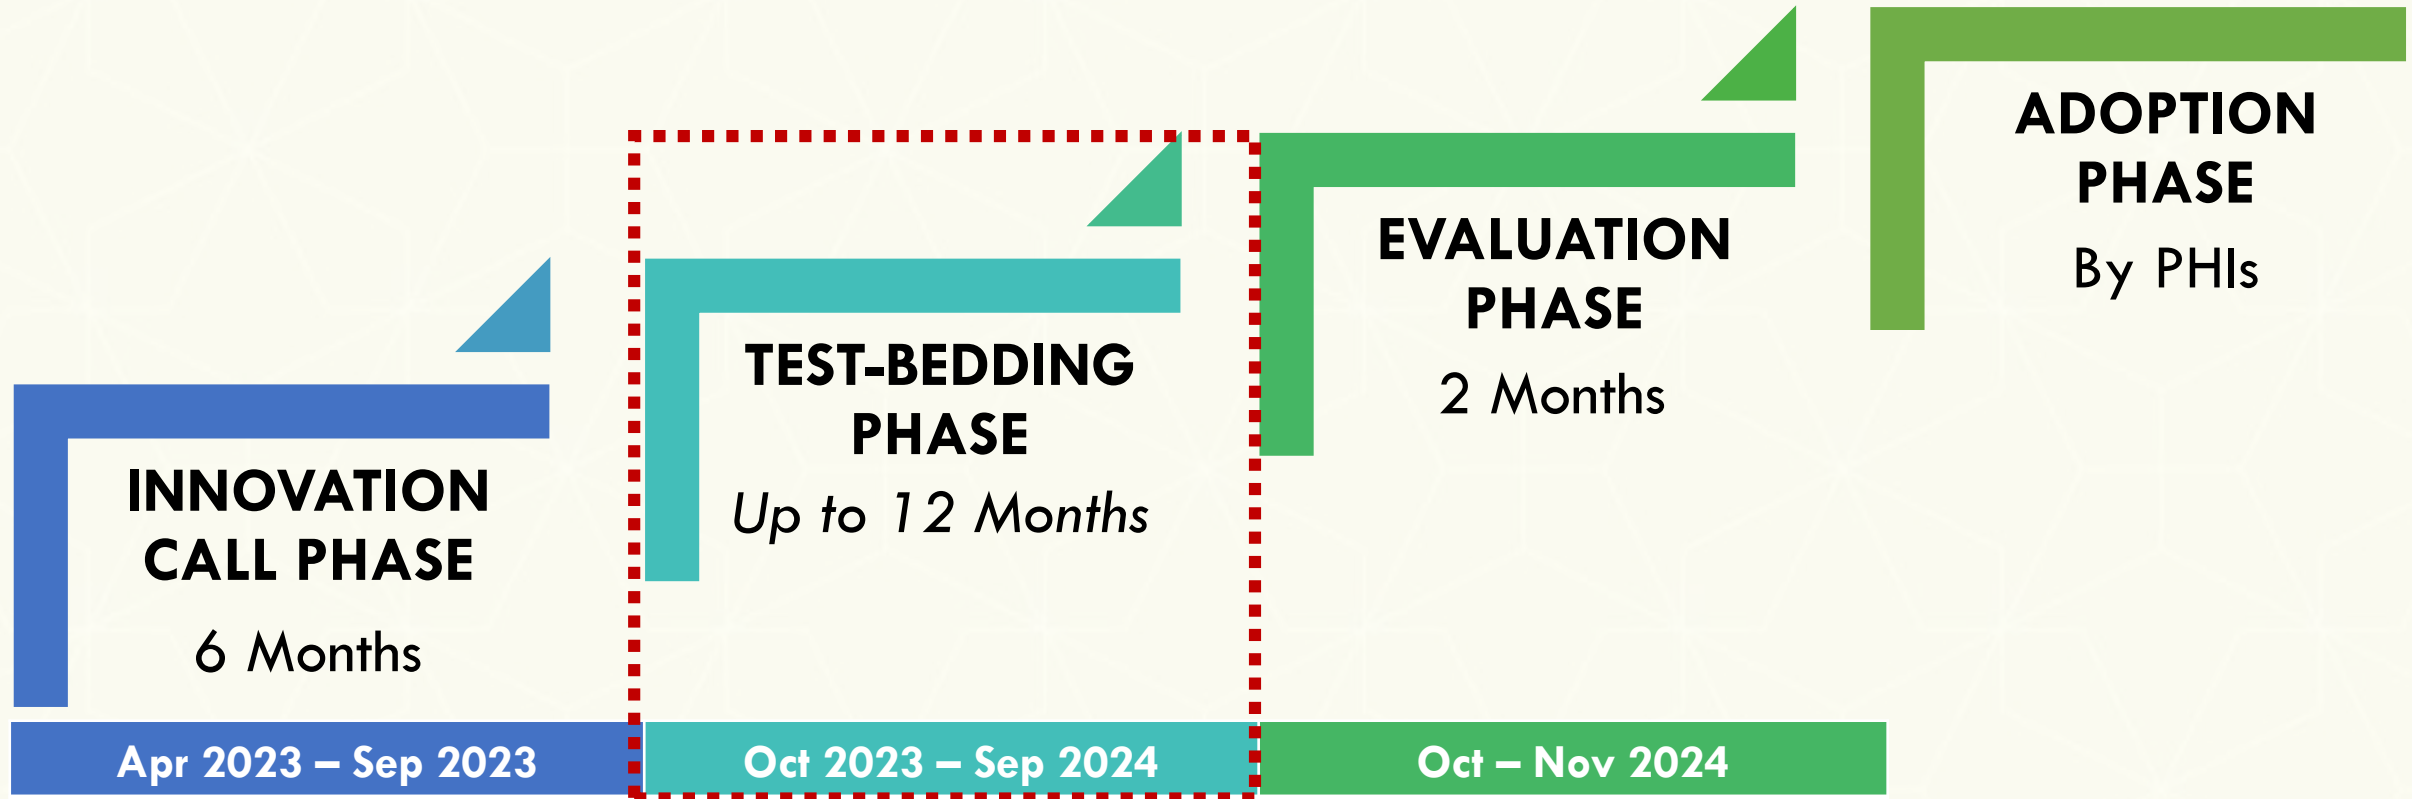 INNOVATION
CALL PHASE
6 Months
Apr 2023 – Sep 2023
TEST-BEDDING
PHASE
Up to 12 Months
Oct 2023 – Sep 2024
EVALUATION
PHASE
2 Months
Oct – Nov 2024
ADOPTION
PHASE
By PHIs